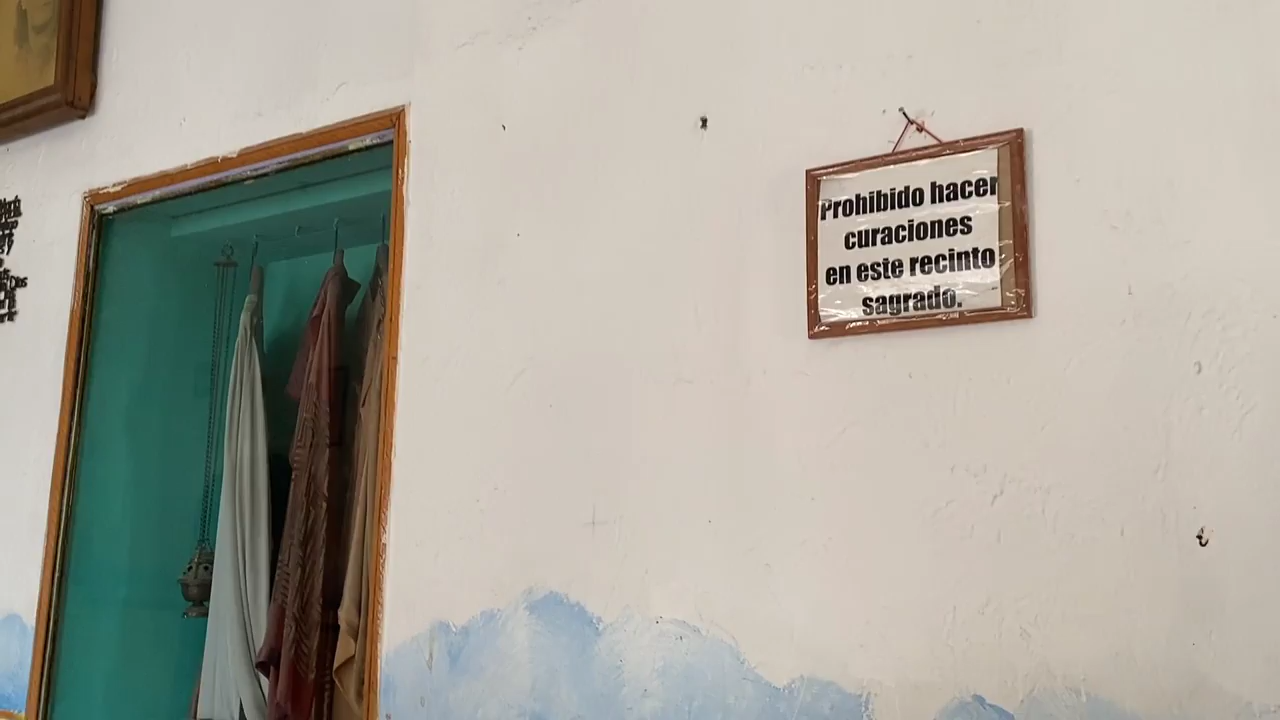 Prohibido hacer
curaciones
en este recinto
sagrado.